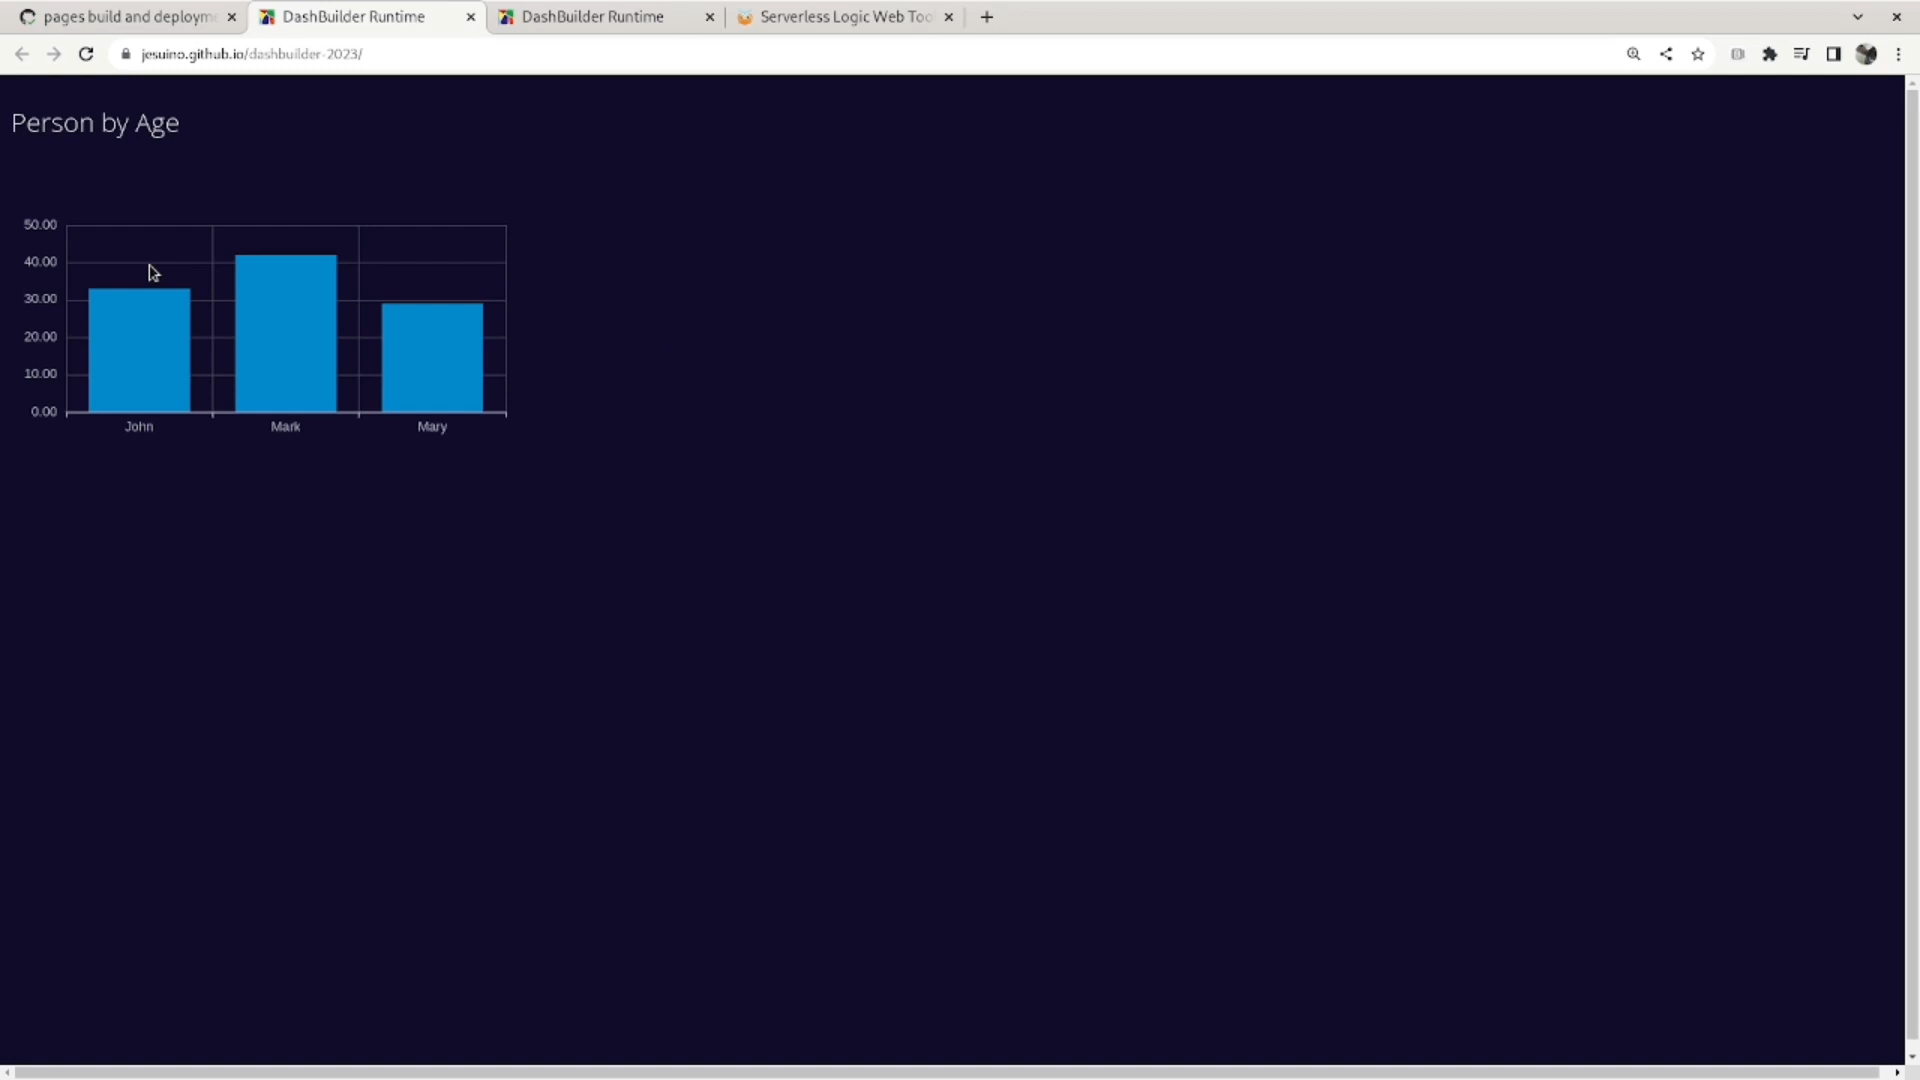 pages build and deployme
DashBuilder Runtime
DashBuilder Runtime
Serverless Logic Web Too
jesuino.github.io/dashbuilder-2023/
Person by Age
50.00
40.00
30.00
20.00
10.00
0.00
John
Mark
Mary